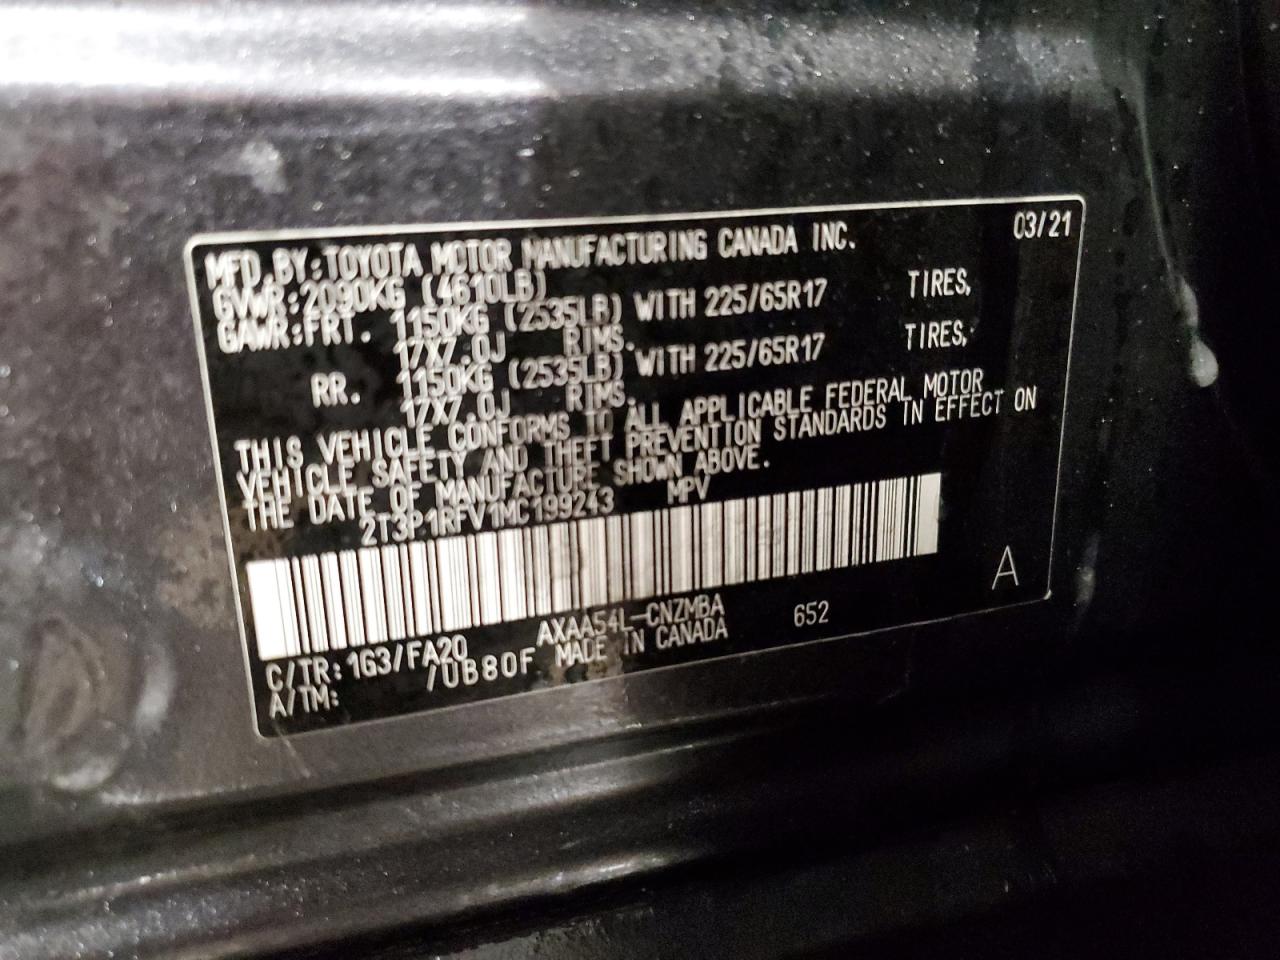 MFD.BY:TOYOTA MOTOR MANUFACTURING CANADA INC. 03/21
GVWR:2090KG (4610LB)
GAWR:FRT. 1150KG (2535LB) WITH 225/65R17 TIRES,
17X7.0J RIMS.
RR. 1150KG (2535LB) WITH 225/65R17 TIRES,
17X7.0J RIMS.
THIS VEHICLE CONFORMS TO ALL APPLICABLE FEDERAL MOTOR
VEHICLE SAFETY AND THEFT PREVENTION STANDARDS IN EFFECT ON
THE DATE OF MANUFACTURE SHOWN ABOVE.
2T3P1RFV1MC199243 MPV
A
C/TR:1G3/FA20 AXAA54L-CNZMBA 652
A/TM: /UB80F MADE IN CANADA